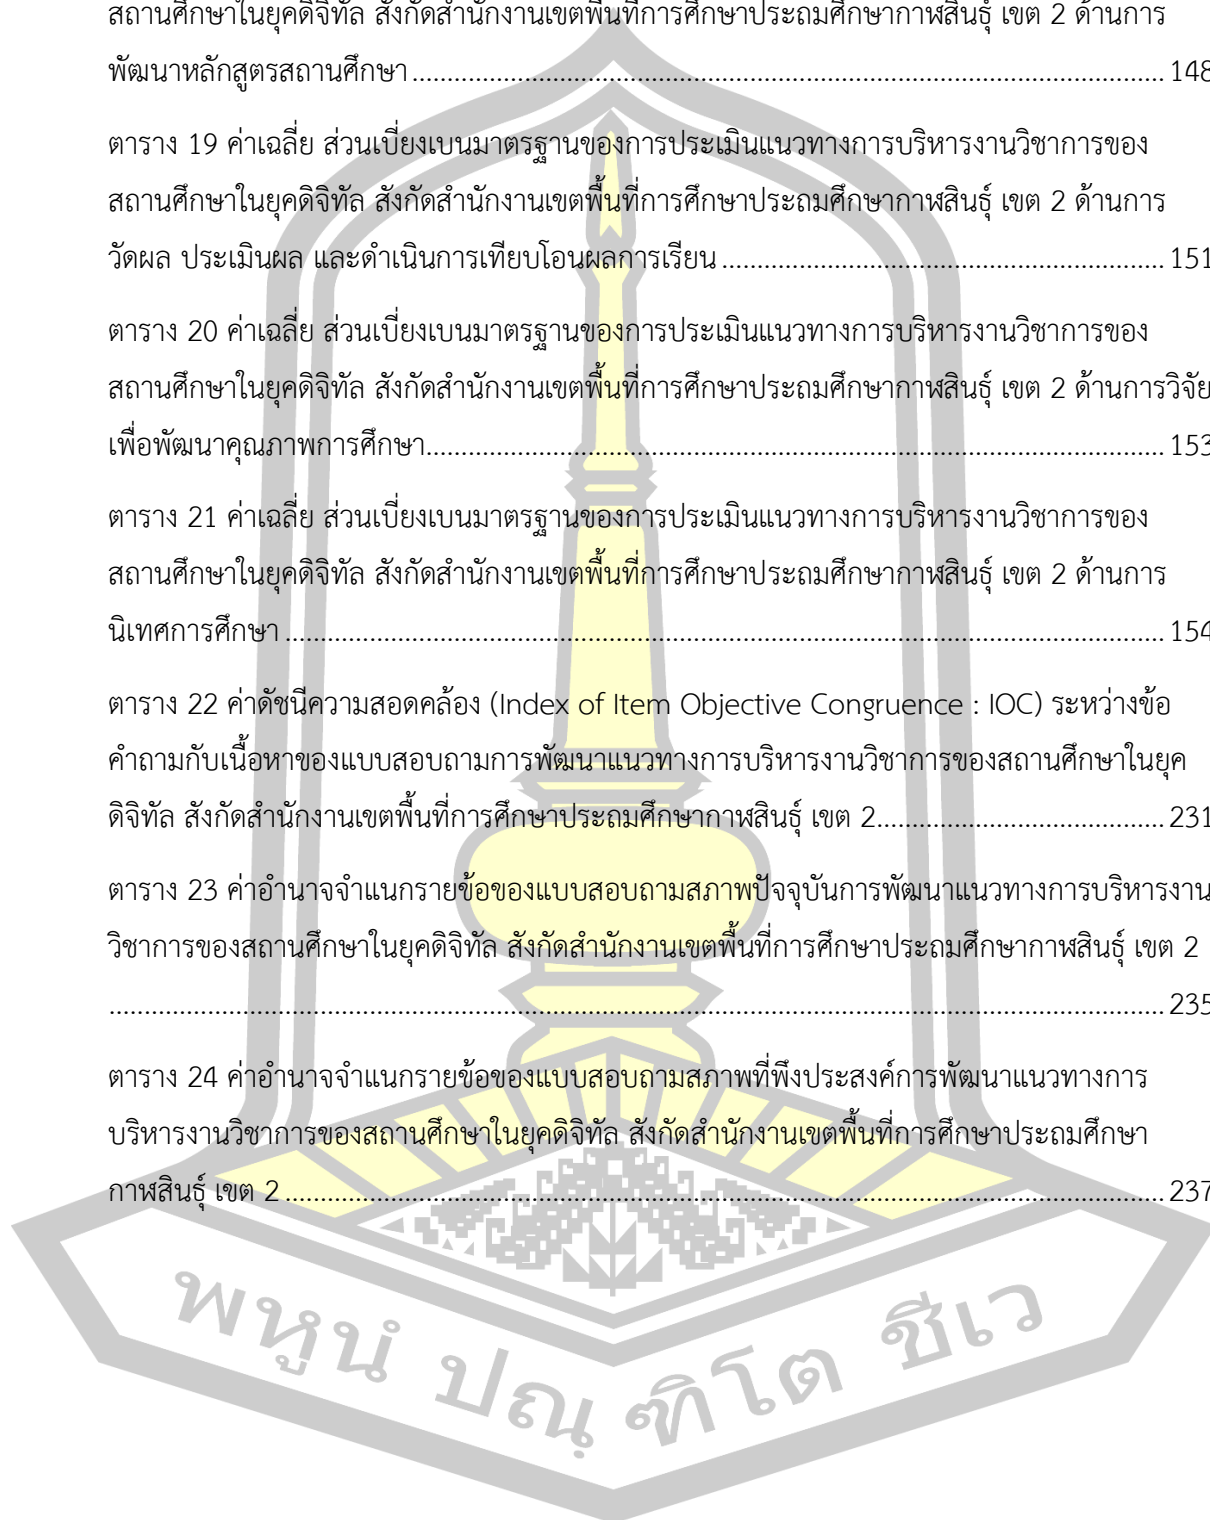 สถานศึกษาในยุคดิจิทัล สังกัดสำนักงานเขตพื้นที่การศึกษาประถมศึกษากาฬสินธุ์ เขต 2 ด้านการ
พัฒนาหลักสูตรสถานศึกษา .......... 148
ตาราง 19 ค่าเฉลี่ย ส่วนเบี่ยงเบนมาตรฐานของการประเมินแนวทางการบริหารงานวิชาการของ
สถานศึกษาในยุคดิจิทัล สังกัดสำนักงานเขตพื้นที่การศึกษาประถมศึกษากาฬสินธุ์ เขต 2 ด้านการ
วัดผล ประเมินผล และดำเนินการเทียบโอนผลการเรียน .......... 151
ตาราง 20 ค่าเฉลี่ย ส่วนเบี่ยงเบนมาตรฐานของการประเมินแนวทางการบริหารงานวิชาการของ
สถานศึกษาในยุคดิจิทัล สังกัดสำนักงานเขตพื้นที่การศึกษาประถมศึกษากาฬสินธุ์ เขต 2 ด้านการวิจัย
เพื่อพัฒนาคุณภาพการศึกษา.......... 153
ตาราง 21 ค่าเฉลี่ย ส่วนเบี่ยงเบนมาตรฐานของการประเมินแนวทางการบริหารงานวิชาการของ
สถานศึกษาในยุคดิจิทัล สังกัดสำนักงานเขตพื้นที่การศึกษาประถมศึกษากาฬสินธุ์ เขต 2 ด้านการ
นิเทศการศึกษา .......... 154
ตาราง 22 ค่าดัชนีความสอดคล้อง (Index of Item Objective Congruence : IOC) ระหว่างข้อ
คำถามกับเนื้อหาของแบบสอบถามการพัฒนาแนวทางการบริหารงานวิชาการของสถานศึกษาในยุค
ดิจิทัล สังกัดสำนักงานเขตพื้นที่การศึกษาประถมศึกษากาฬสินธุ์ เขต 2.......... 231
ตาราง 23 ค่าอำนาจจำแนกรายข้อของแบบสอบถามสภาพปัจจุบันการพัฒนาแนวทางการบริหารงาน
วิชาการของสถานศึกษาในยุคดิจิทัล สังกัดสำนักงานเขตพื้นที่การศึกษาประถมศึกษากาฬสินธุ์ เขต 2
.......... 235
ตาราง 24 ค่าอำนาจจำแนกรายข้อของแบบสอบถามสภาพที่พึงประสงค์การพัฒนาแนวทางการ
บริหารงานวิชาการของสถานศึกษาในยุคดิจิทัล สังกัดสำนักงานเขตพื้นที่การศึกษาประถมศึกษา
กาฬสินธุ์ เขต 2 .......... 237
พหูนํ ปณฺฑิโต ชีเว